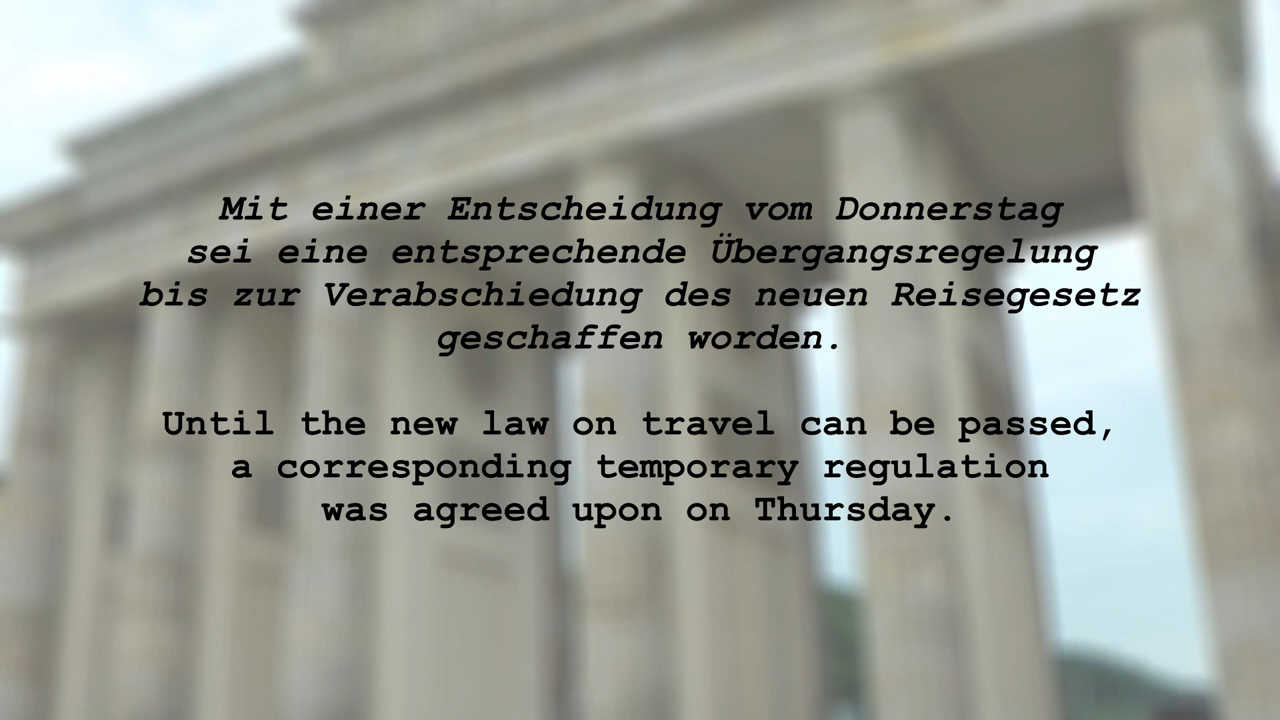 Mit einer Entscheidung vom Donnerstag
sei eine entsprechende Übergangsregelung
bis zur Verabschiedung des neuen Reisegesetz
geschaffen worden.
Until the new law on travel can be passed,
a corresponding temporary regulation
was agreed upon on Thursday.